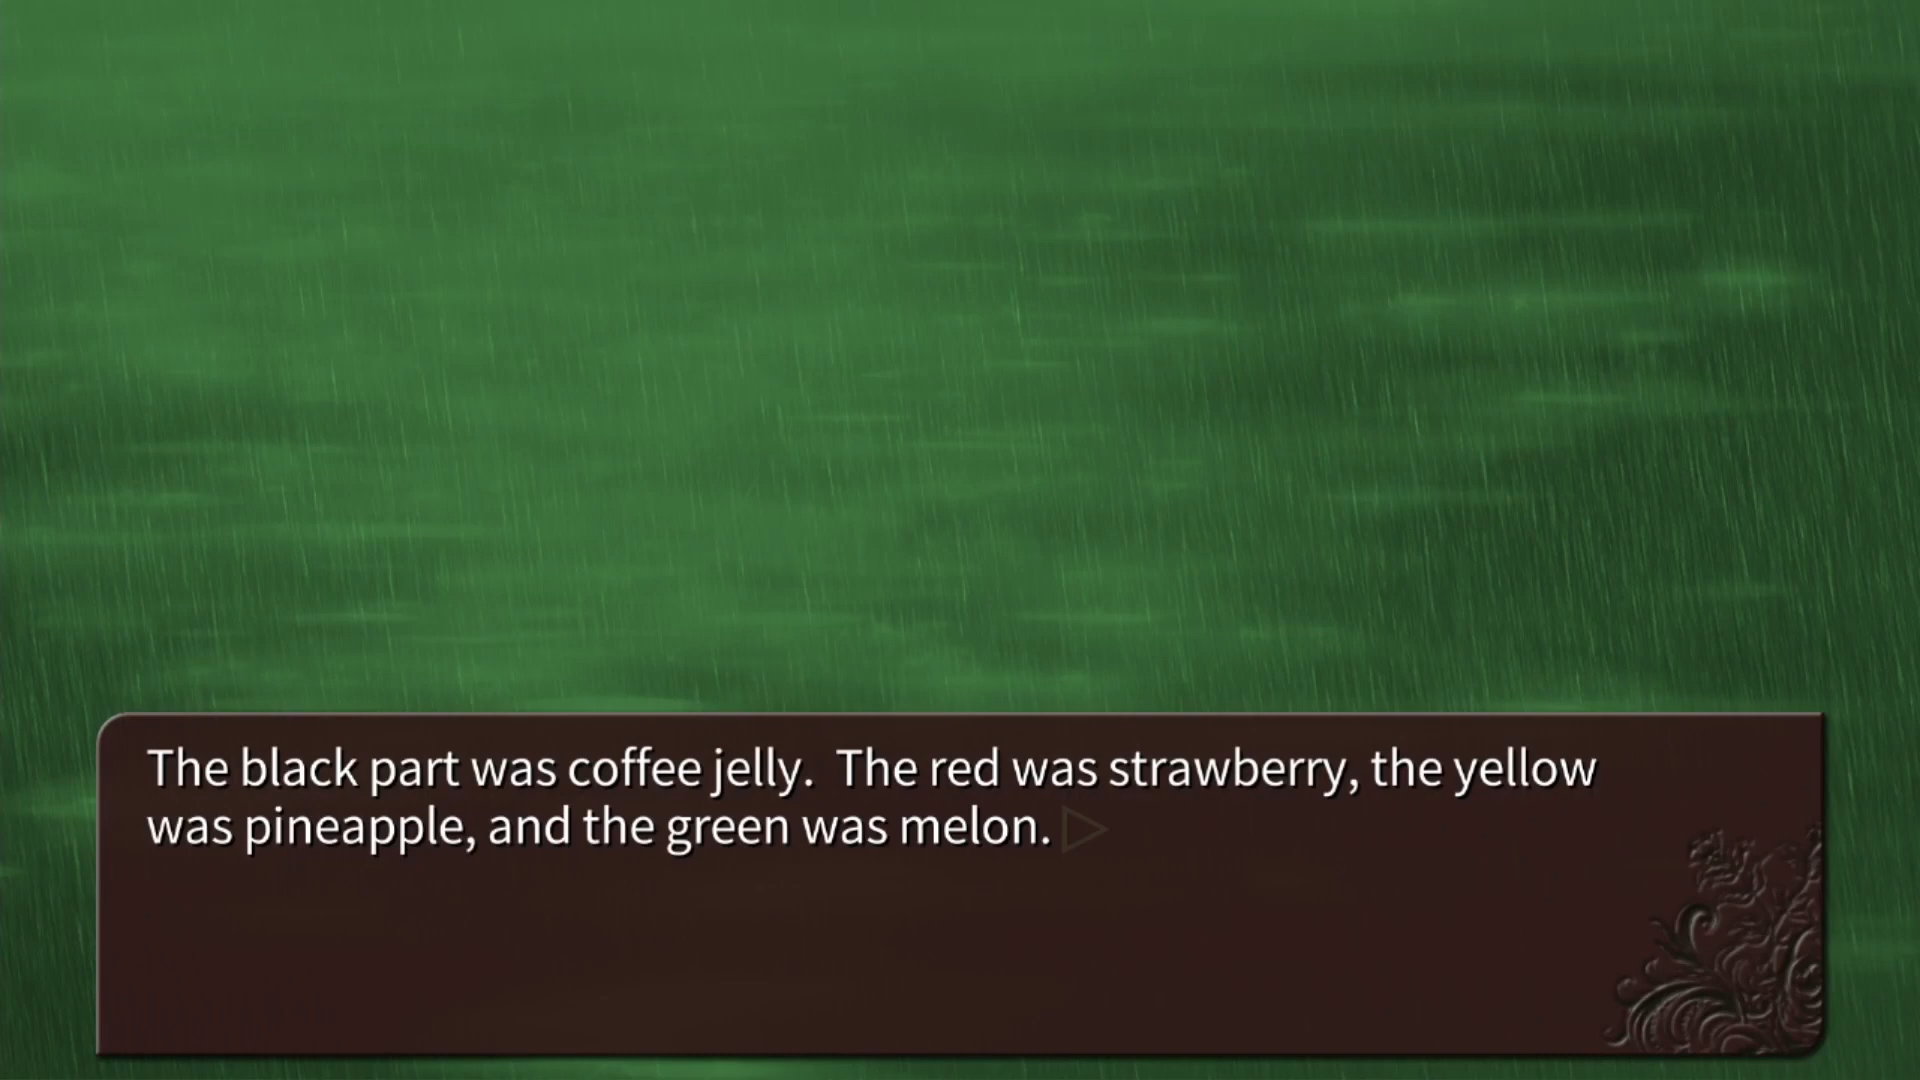 The black part was coffee jelly.  The red was strawberry, the yellow
was pineapple, and the green was melon.